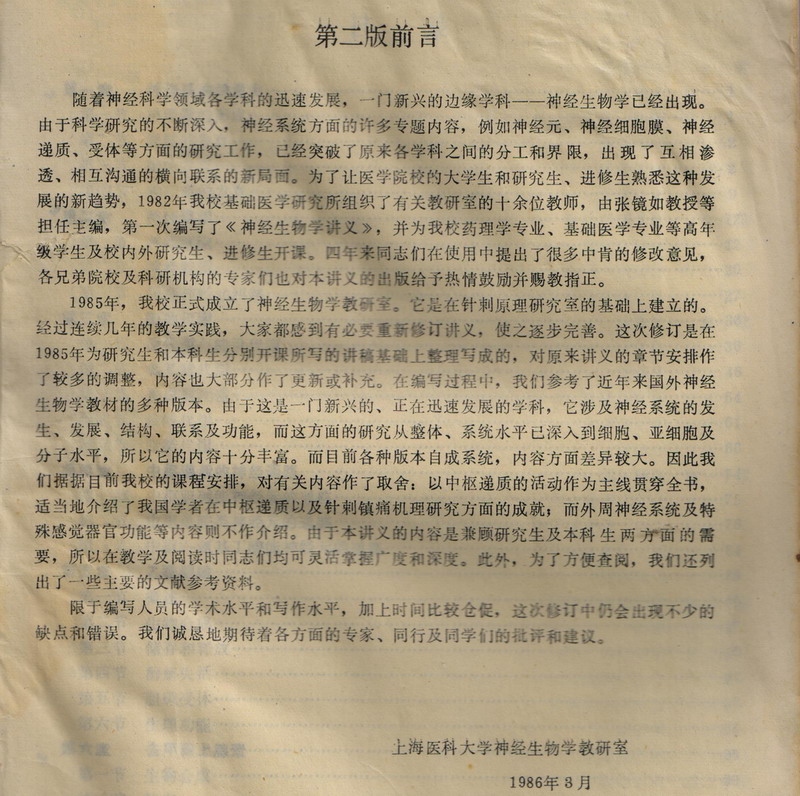 第二版前言
随着神经科学领域各学科的迅速发展，一门新兴的边缘学科——神经生物学已经出现。
由于科学研究的不断深入，神经系统方面的许多专题内容，例如神经元、神经细胞膜、神经
递质、受体等方面的研究工作，已经突破了原来各学科之间的分工和界限，出现了互相渗
透、相互沟通的横向联系的新局面。为了让医学院校的大学生和研究生、进修生熟悉这种发
展的新趋势，1982年我校基础医学研究所组织了有关教研室的十余位教师，由张镜如教授等
担任主编，第一次编写了《神经生物学讲义》，并为我校药理学专业、基础医学专业等高年
级学生及校内外研究生、进修生开课。四年来同志们在使用中提出了很多中肯的修改意见，
各兄弟院校及科研机构的专家们也对本讲义的出版给予热情鼓励并赐教指正。
1985年，我校正式成立了神经生物学教研室。它是在针刺原理研究室的基础上建立的。
经过连续几年的教学实践，大家都感到有必要重新修订讲义，使之逐步完善。这次修订是在
1985年为研究生和本科生分别开课所写的讲稿基础上整理写成的，对原来讲义的章节安排作
了较多的调整，内容也大部分作了更新或补充。在编写过程中，我们参考了近年来国外神经
生物学教材的多种版本。由于这是一门新兴的、正在迅速发展的学科，它涉及神经系统的发
生、发展、结构、联系及功能，而这方面的研究从整体、系统水平已深入到细胞、亚细胞及
分子水平，所以它的内容十分丰富。而目前各种版本自成系统，内容方面差异较大。因此我
们据据目前我校的课程安排，对有关内容作了取舍：以中枢递质的活动作为主线贯穿全书，
适当地介绍了我国学者在中枢递质以及针刺镇痛机理研究方面的成就；而外周神经系统及特
殊感觉器官功能等内容则不作介绍。由于本讲义的内容是兼顾研究生及本科生两方面的需
要，所以在教学及阅读时同志们均可灵活掌握广度和深度。此外，为了方便查阅，我们还列
出了一些主要的文献参考资料。
限于编写人员的学术水平和写作水平，加上时间比较仓促，这次修订中仍会出现不少的
缺点和错误。我们诚恳地期待着各方面的专家、同行及同学们的批评和建议。
上海医科大学神经生物学教研室
1986年3月